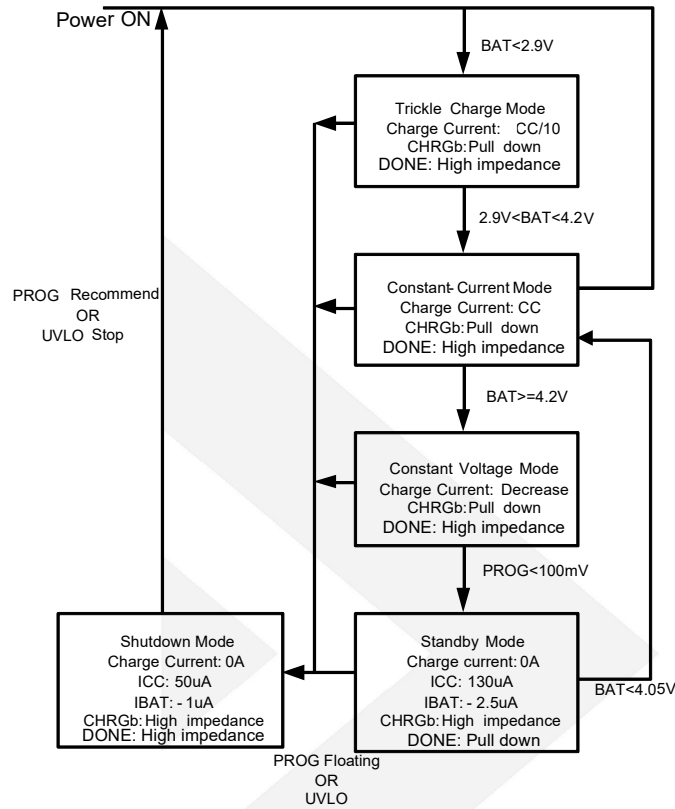 Power ON
BAT<2.9V
Trickle Charge Mode
Charge Current: CC/10
CHRGb:Pull down
DONE: High impedance
2.9V<BAT<4.2V
PROG Recommend
OR
UVLO Stop
Constant-Current Mode
Charge Current: CC
CHRGb:Pull down
DONE: High impedance
BAT>=4.2V
Constant Voltage Mode
Charge Current: Decrease
CHRGb:Pull down
DONE: High impedance
PROG<100mV
Shutdown Mode
Charge Current: 0A
ICC: 50uA
IBAT: - 1uA
CHRGb:High impedance
DONE: High impedance
Standby Mode
Charge current: 0A
ICC: 130uA
IBAT: - 2.5uA
CHRGb:High impedance
DONE: Pull down
BAT<4.05V
PROG Floating
OR
UVLO